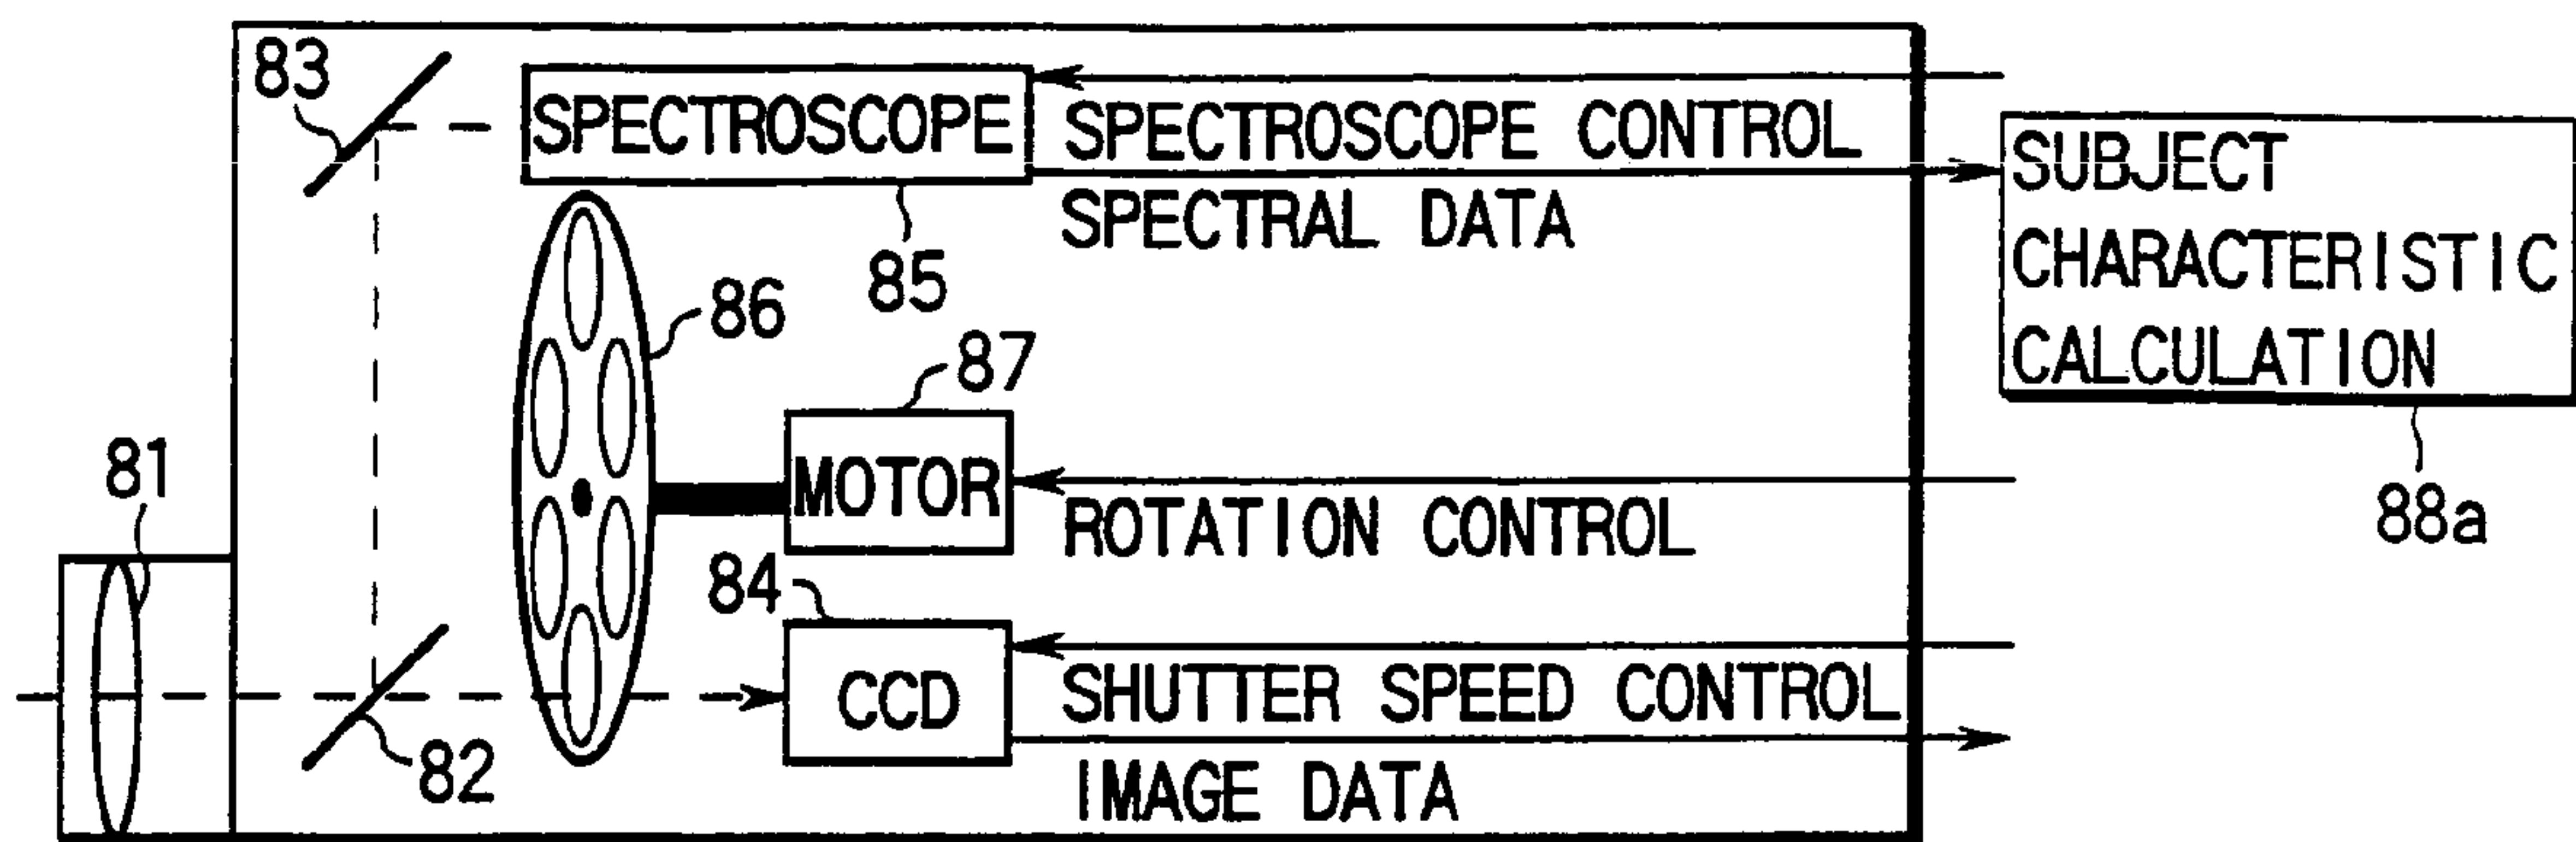 83
SPECTROSCOPE
SPECTROSCOPE CONTROL
SPECTRAL DATA
85
SUBJECT
CHARACTERISTIC
CALCULATION
88a
86
87
MOTOR
ROTATION CONTROL
81
84
CCD
SHUTTER SPEED CONTROL
IMAGE DATA
82